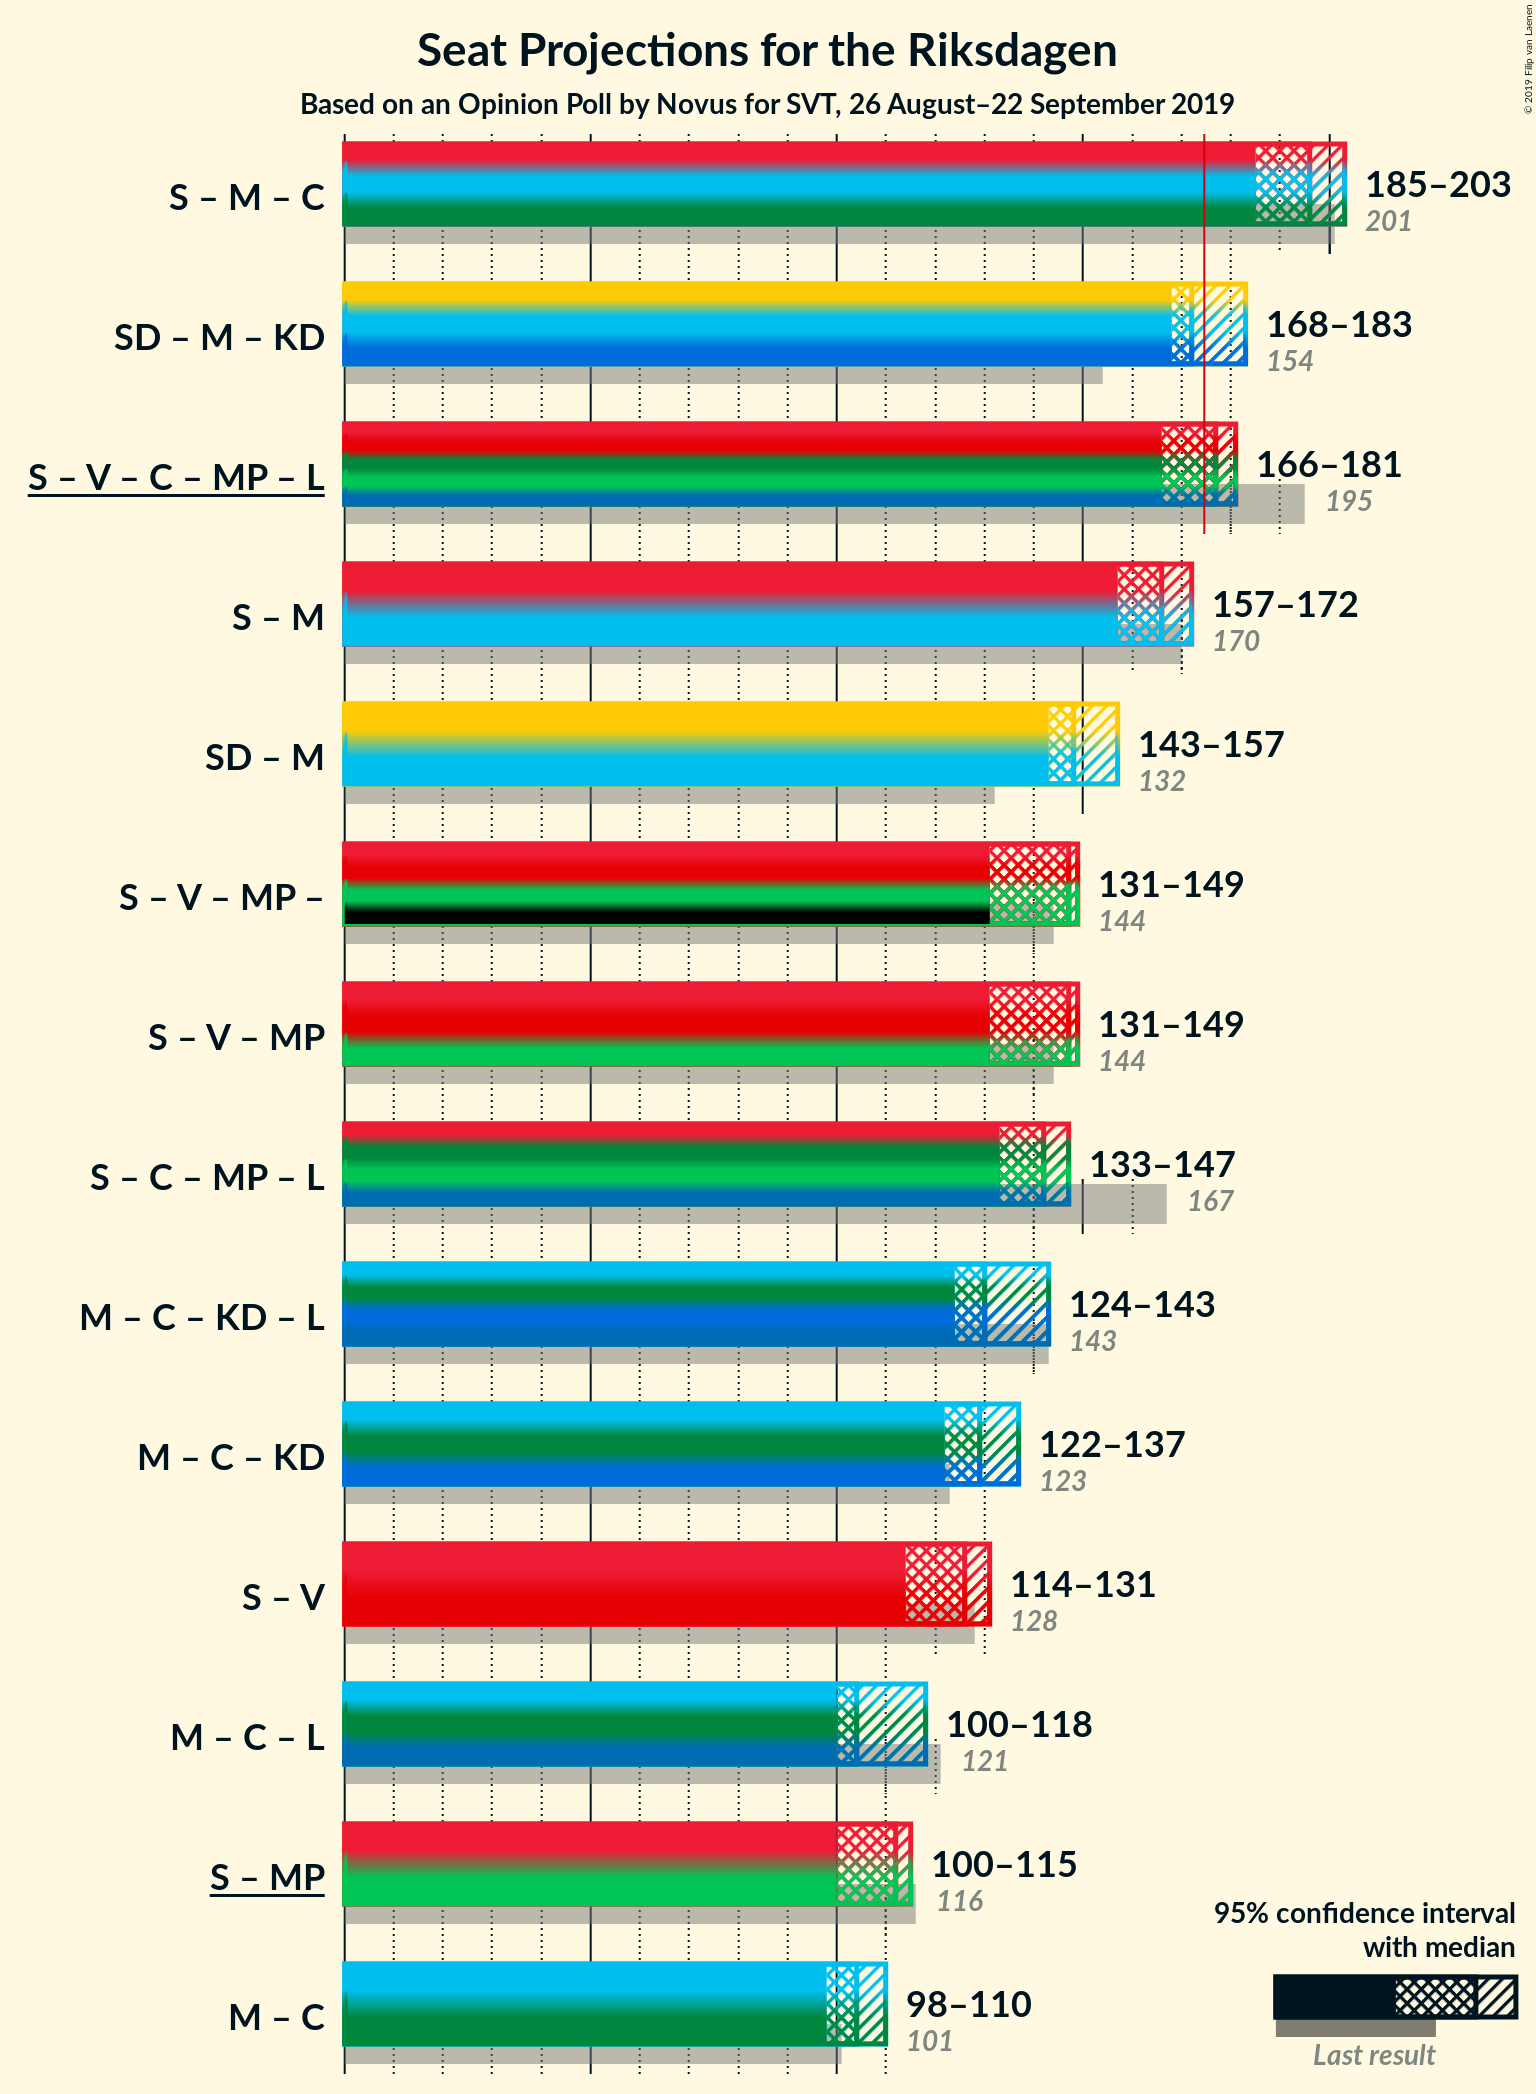 Seat Projections for the Riksdagen
Based on an Opinion Poll by Novus for SVT, 26 August–22 September 2019
© 2019 Filip van Laenen
S – M – C
185–203
201
SD – M – KD
168–183
154
S – V – C – MP – L
166–181
195
S – M
157–172
170
SD – M
143–157
132
S – V – MP –
131–149
144
S – V – MP
131–149
144
S – C – MP – L
133–147
167
M – C – KD – L
124–143
143
M – C – KD
122–137
123
S – V
114–131
128
M – C – L
100–118
121
S – MP
100–115
116
M – C
98–110
101
95% confidence interval
with median
Last result